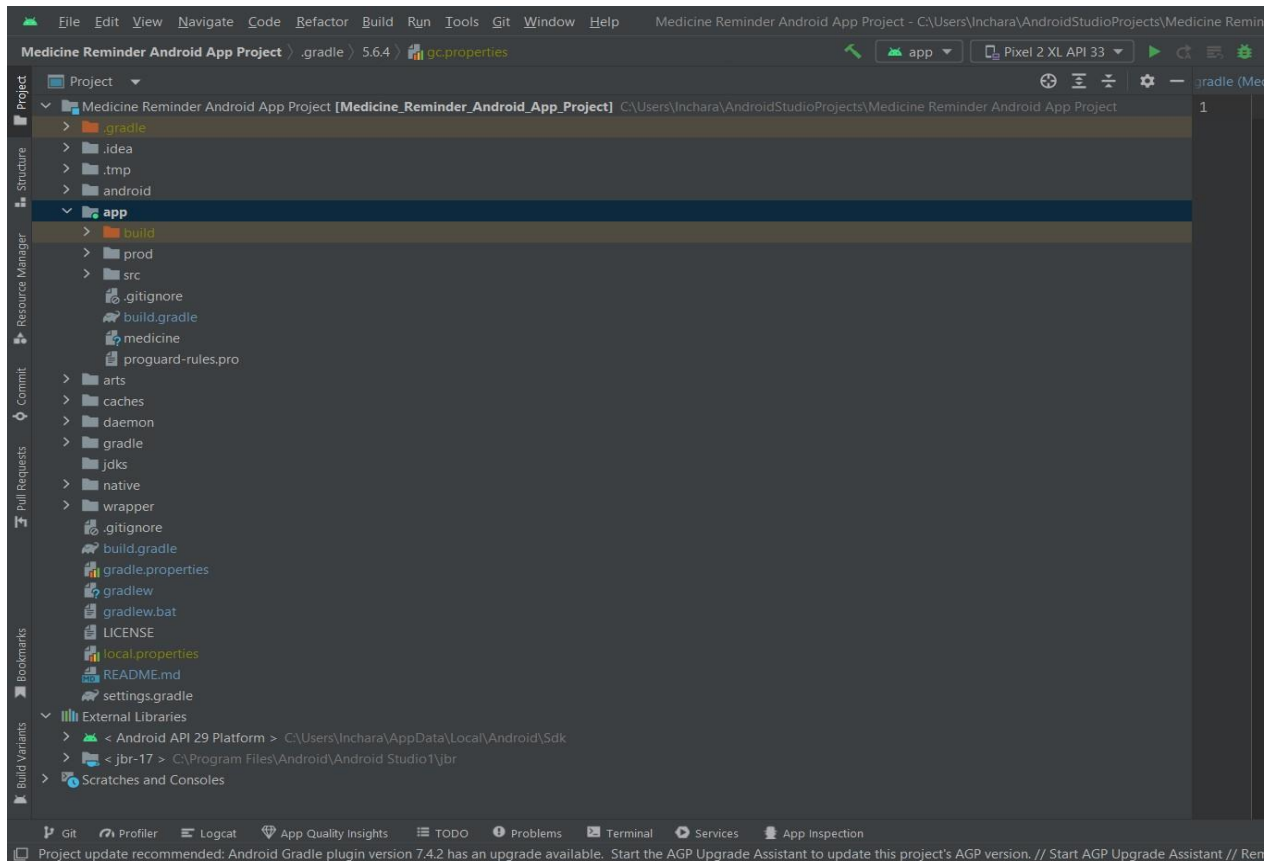 File Edit View Navigate Code Refactor Build Run Tools Git Window Help Medicine Reminder Android App Project - C:\Users\Inchara\AndroidStudioProjects\Medicine Remin
Medicine Reminder Android App Project .gradle 5.6.4 gc.properties app Pixel 2 XL API 33
Project
gradle (Med
Medicine Reminder Android App Project [Medicine_Reminder_Android_App_Project] C:\Users\Inchara\AndroidStudioProjects\Medicine Reminder Android App Project
1
.gradle
.idea
.tmp
android
app
build
prod
src
.gitignore
build.gradle
medicine
proguard-rules.pro
arts
caches
daemon
gradle
jdks
native
wrapper
.gitignore
build.gradle
gradle.properties
gradlew
gradlew.bat
LICENSE
local.properties
README.md
settings.gradle
External Libraries
< Android API 29 Platform > C:\Users\Inchara\AppData\Local\Android\Sdk
< jbr-17 > C:\Program Files\Android\Android Studio1\jbr
Scratches and Consoles
Project
Structure
Resource Manager
Commit
Pull Requests
Bookmarks
Build Variants
Git Profiler Logcat App Quality Insights TODO Problems Terminal Services App Inspection
Project update recommended: Android Gradle plugin version 7.4.2 has an upgrade available. Start the AGP Upgrade Assistant to update this project's AGP version. // Start AGP Upgrade Assistant // Rem